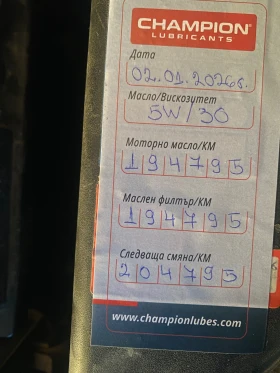 CHAMPION®
LUBRICANTS
Дата
02.01.2026г.
Масло/Вискозитет
5W/30
Моторно масло/КМ
194795
Маслен филтър/КМ
194795
Следваща смяна/КМ
204795
www.championlubes.com